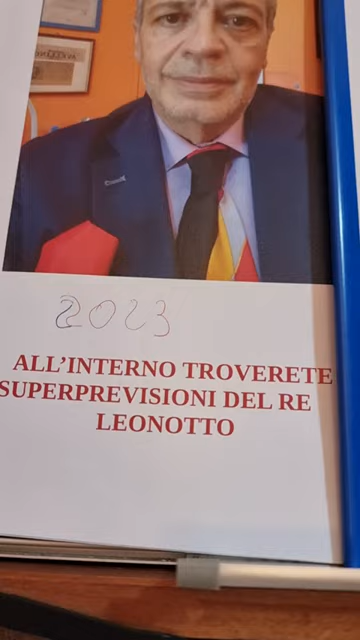 2023
ALL'INTERNO TROVERETE
SUPERPREVISIONI DEL RE
LEONOTTO